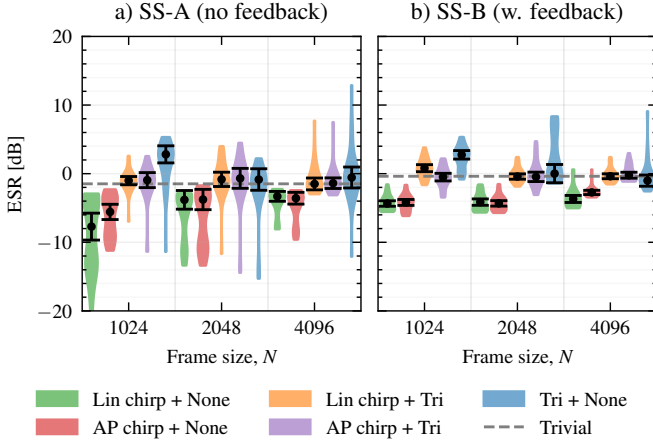 a) SS-A (no feedback)
b) SS-B (w. feedback)
20
10
0
−10
−20
ESR [dB]
1024
2048
4096
1024
2048
4096
Frame size, N
Frame size, N
Lin chirp + None
Lin chirp + Tri
Tri + None
AP chirp + None
AP chirp + Tri
Trivial